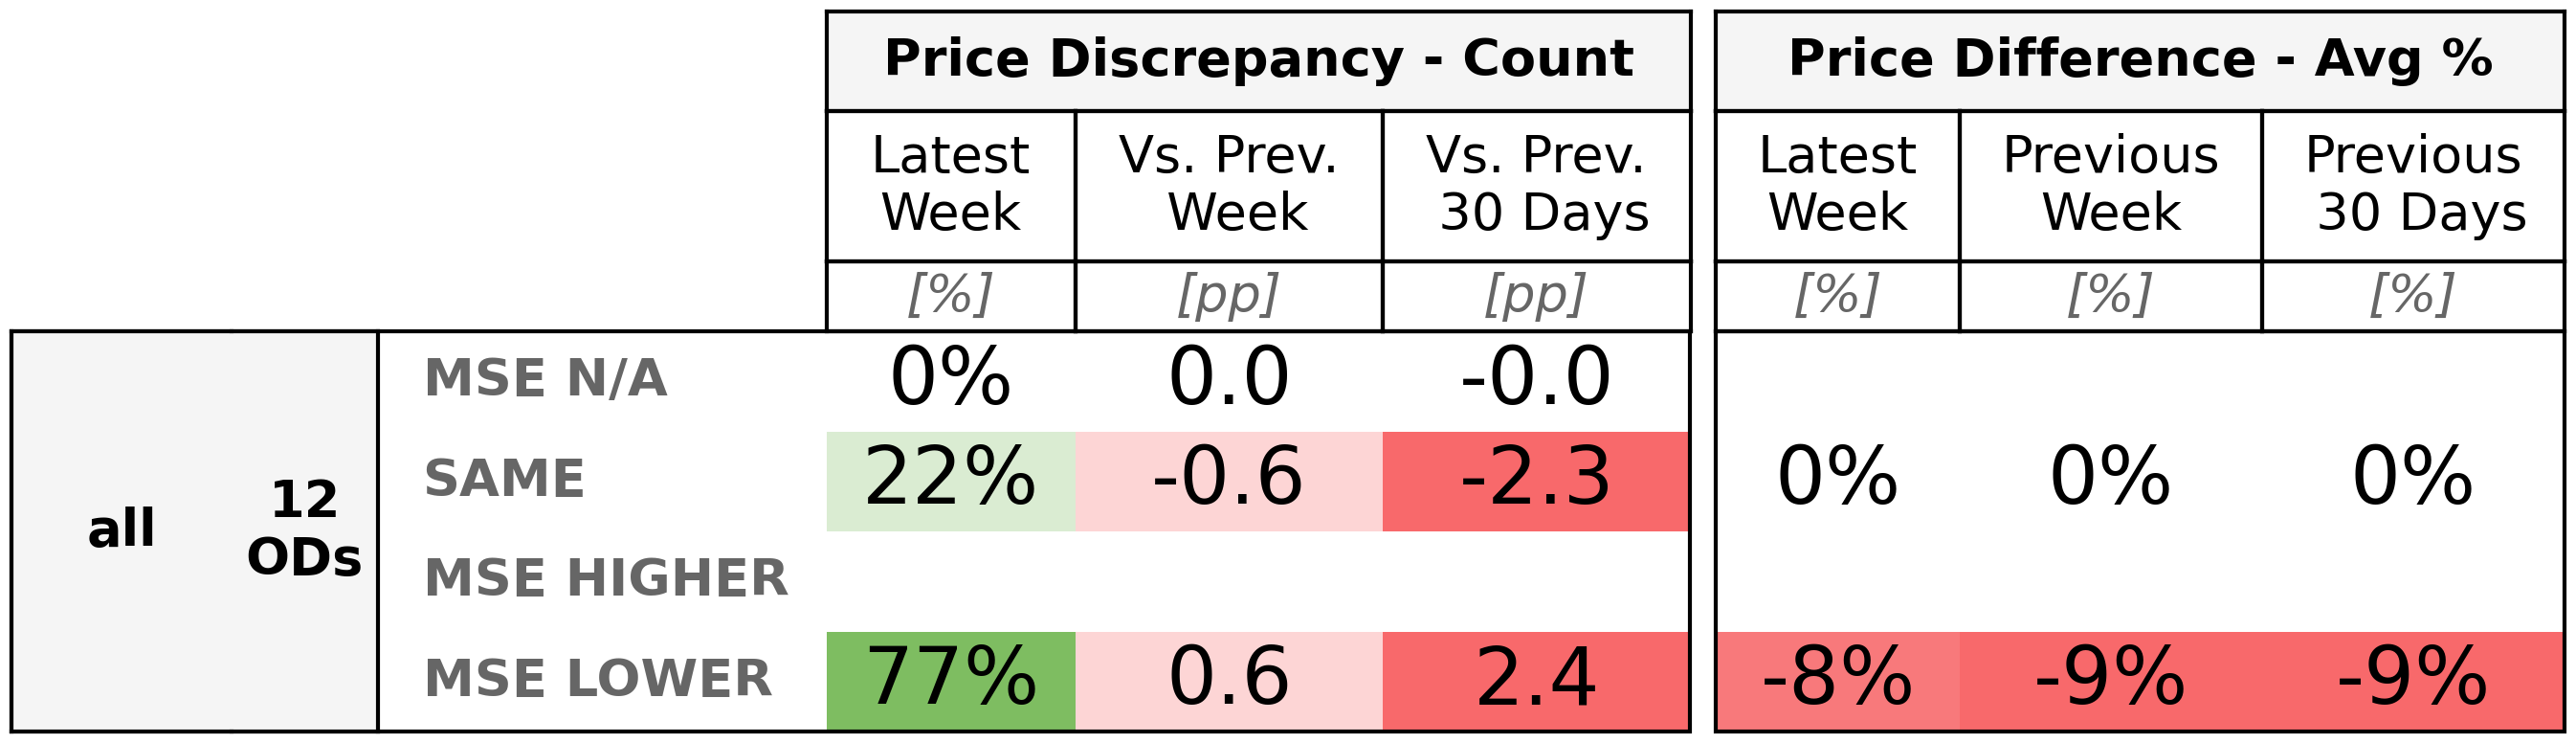 Price Discrepancy - Count Price Difference - Avg %
Latest Week Vs. Prev. Week Vs. Prev. 30 Days Latest Week Previous Week Previous 30 Days
[%] [pp] [pp] [%] [%] [%]
all 12 ODs
MSE N/A 0% 0.0 -0.0
SAME 22% -0.6 -2.3 0% 0% 0%
MSE HIGHER
MSE LOWER 77% 0.6 2.4 -8% -9% -9%